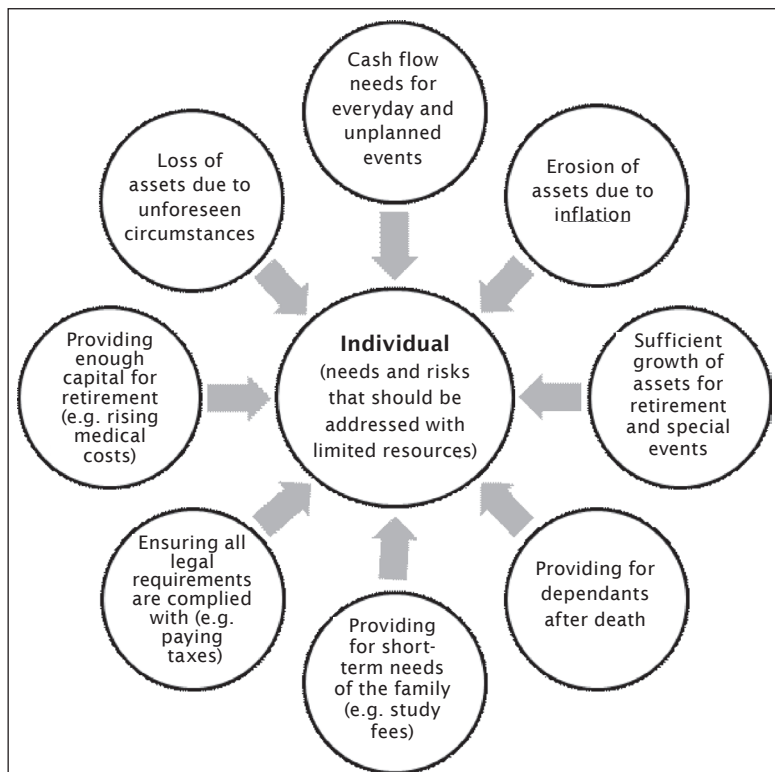 Cash flow
needs for
everyday and
unplanned
events
Erosion of
assets due to
inflation
Sufficient
growth of
assets for
retirement
and special
events
Providing for
dependants
after death
Providing
for short-
term needs
of the family
(e.g. study
fees)
Ensuring all
legal
requirements
are complied
with (e.g.
paying
taxes)
Providing
enough
capital for
retirement
(e.g. rising
medical
costs)
Loss of
assets due to
unforeseen
circumstances
Individual
(needs and risks
that should be
addressed with
limited resources)